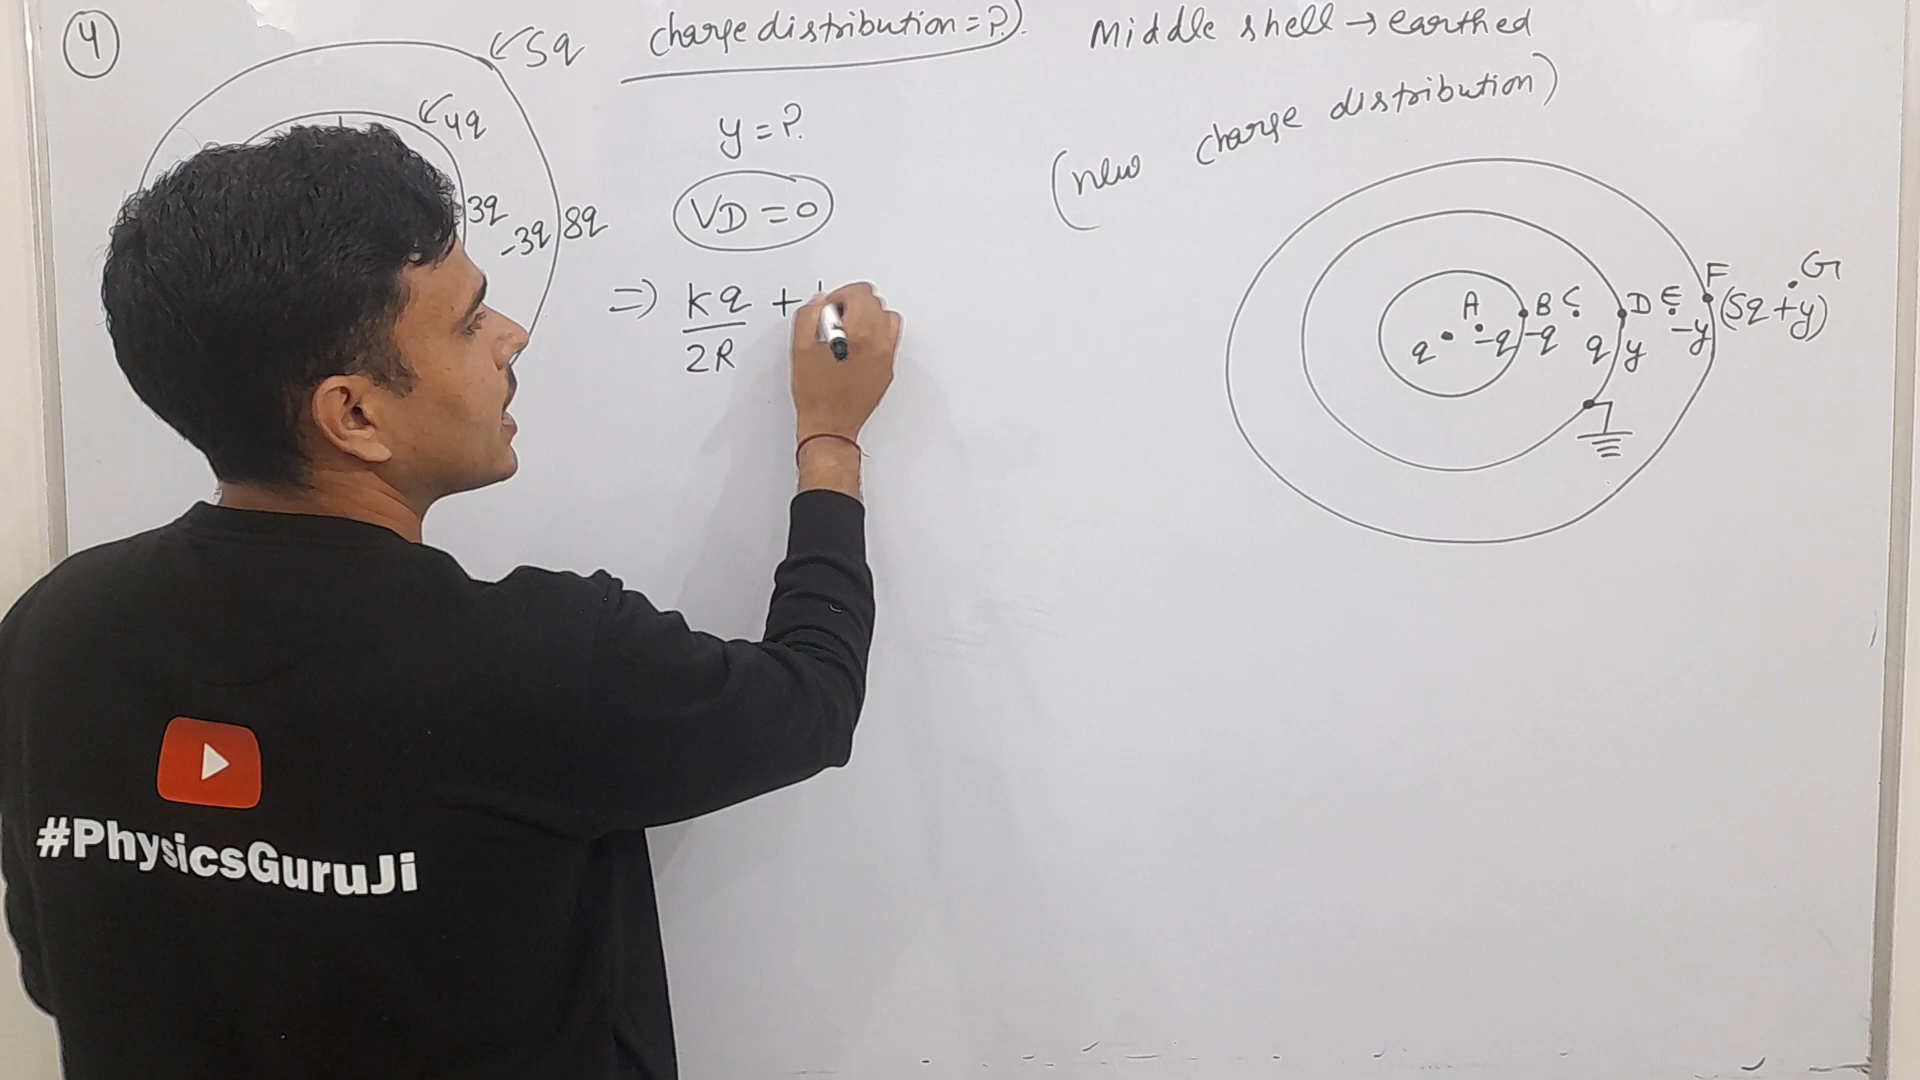 4
5q
charge distribution = ?
Middle shell → earthed
4q
y = ?
(new charge distribution)
3q
-3q
8q
VD = 0
⇒ kq +
2R
A
B
C
D
E
F
G
q
-q
-q
q
y
-y
(5q + y)
#PhysicsGuruJi